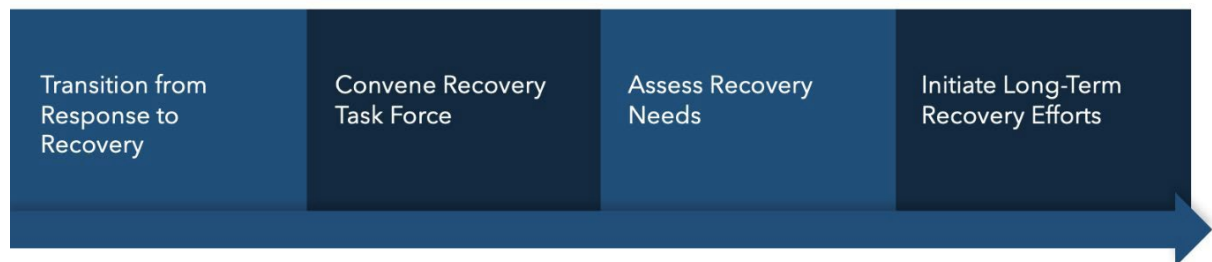 Transition from
Response to
Recovery
Convene Recovery
Task Force
Assess Recovery
Needs
Initiate Long-Term
Recovery Efforts